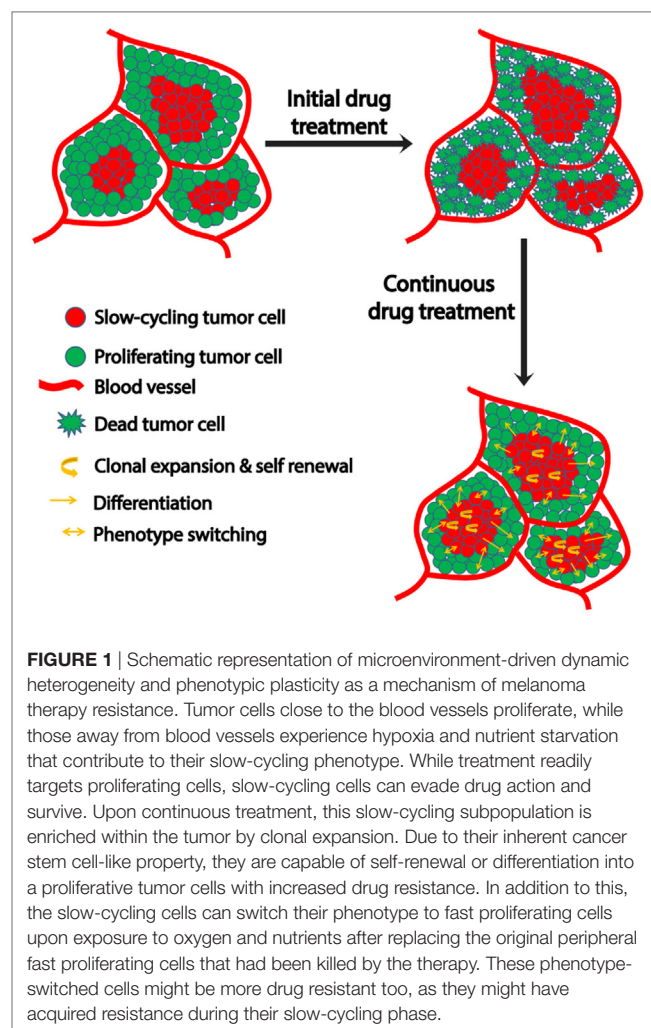 Initial drug
treatment
Continuous
drug treatment
Slow-cycling tumor cell
Proliferating tumor cell
Blood vessel
Dead tumor cell
Clonal expansion & self renewal
Differentiation
Phenotype switching
FIGURE 1 | Schematic representation of microenvironment-driven dynamic
heterogeneity and phenotypic plasticity as a mechanism of melanoma
therapy resistance. Tumor cells close to the blood vessels proliferate, while
those away from blood vessels experience hypoxia and nutrient starvation
that contribute to their slow-cycling phenotype. While treatment readily
targets proliferating cells, slow-cycling cells can evade drug action and
survive. Upon continuous treatment, this slow-cycling subpopulation is
enriched within the tumor by clonal expansion. Due to their inherent cancer
stem cell-like property, they are capable of self-renewal or differentiation into
a proliferative tumor cells with increased drug resistance. In addition to this,
the slow-cycling cells can switch their phenotype to fast proliferating cells
upon exposure to oxygen and nutrients after replacing the original peripheral
fast proliferating cells that had been killed by the therapy. These phenotype-
switched cells might be more drug resistant too, as they might have
acquired resistance during their slow-cycling phase.